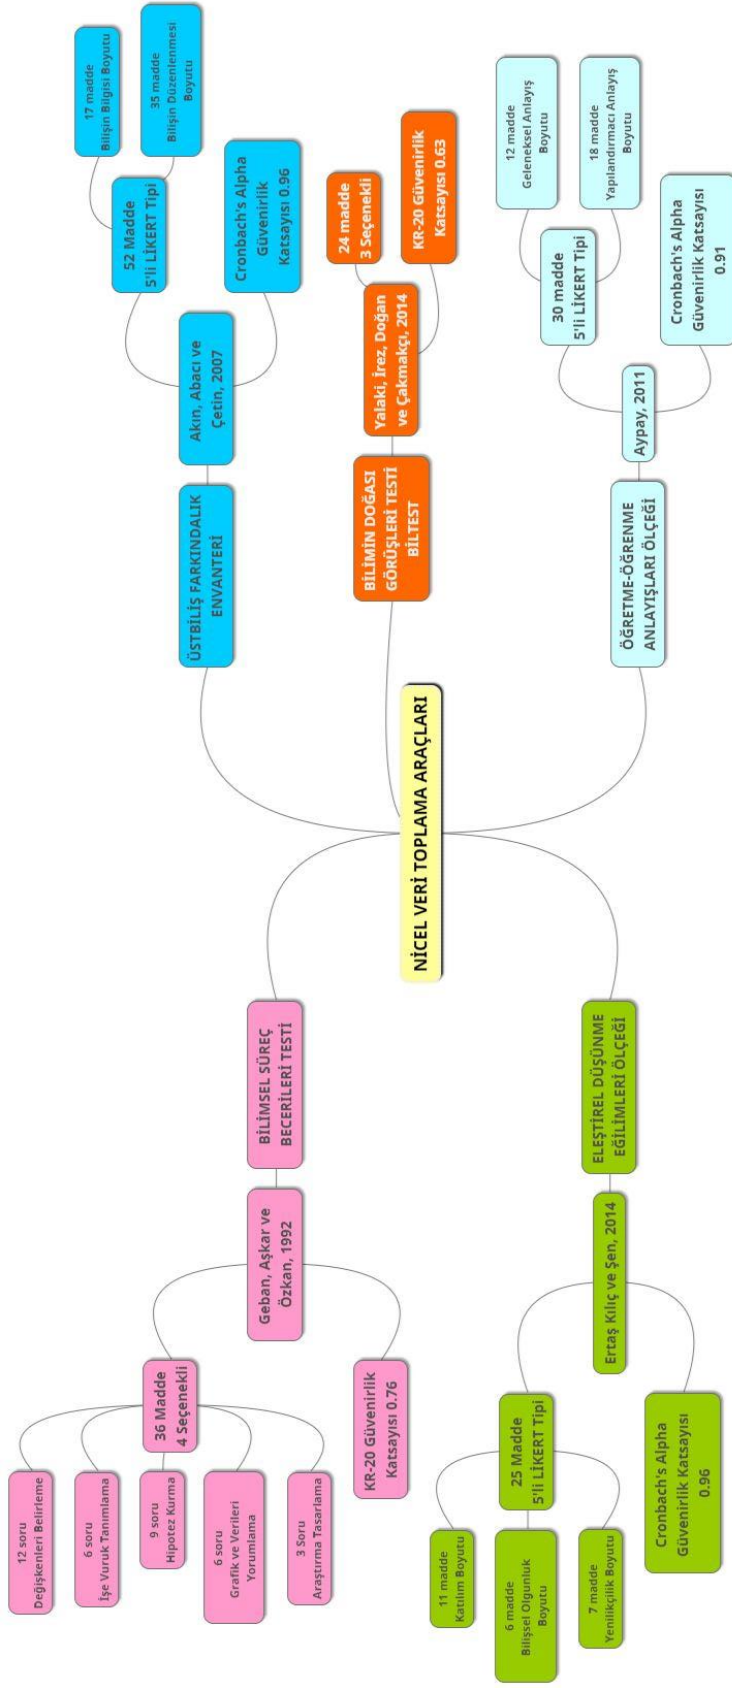 NİCEL VERİ TOPLAMA ARAÇLARI
BİLİMSEL SÜREÇ
BECERİLERİ TESTİ
Geban, Aşkar ve
Özkan, 1992
36 Madde
4 Seçenekli
12 soru
Değişkenleri Belirleme
6 soru
İşe Vuruk Tanımlama
9 soru
Hipotez Kurma
6 soru
Grafik ve Verileri
Yorumlama
3 Soru
Araştırma Tasarlama
KR-20 Güvenirlik
Katsayısı 0.76
ELEŞTİREL DÜŞÜNME
EĞİLİMLERİ ÖLÇEĞİ
Ertaş Kılıç ve Şen, 2014
25 Madde
5'li LİKERT Tipi
11 madde
Katılım Boyutu
6 madde
Bilişsel Olgunluk
Boyutu
7 madde
Yenilikçilik Boyutu
Cronbach's Alpha
Güvenirlik Katsayısı
0.96
ÜSTBİLİŞ FARKINDALIK
ENVANTERİ
Akın, Abacı ve
Çetin, 2007
52 Madde
5'li LİKERT Tipi
17 madde
Bilişin Bilgisi Boyutu
35 madde
Bilişin Düzenlenmesi
Boyutu
Cronbach's Alpha
Güvenirlik
Katsayısı 0.96
BİLİMİN DOĞASI
GÖRÜŞLERİ TESTİ
BİLTEST
Yalaki, İrez, Doğan
ve Çakmakçı, 2014
24 madde
3 Seçenekli
KR-20 Güvenirlik
Katsayısı 0.63
ÖĞRETME-ÖĞRENME
ANLAYIŞLARI ÖLÇEĞİ
Aypay, 2011
30 madde
5'li LİKERT Tipi
12 madde
Geleneksel Anlayış
Boyutu
18 madde
Yapılandırmacı Anlayış
Boyutu
Cronbach's Alpha
Güvenirlik Katsayısı
0.91